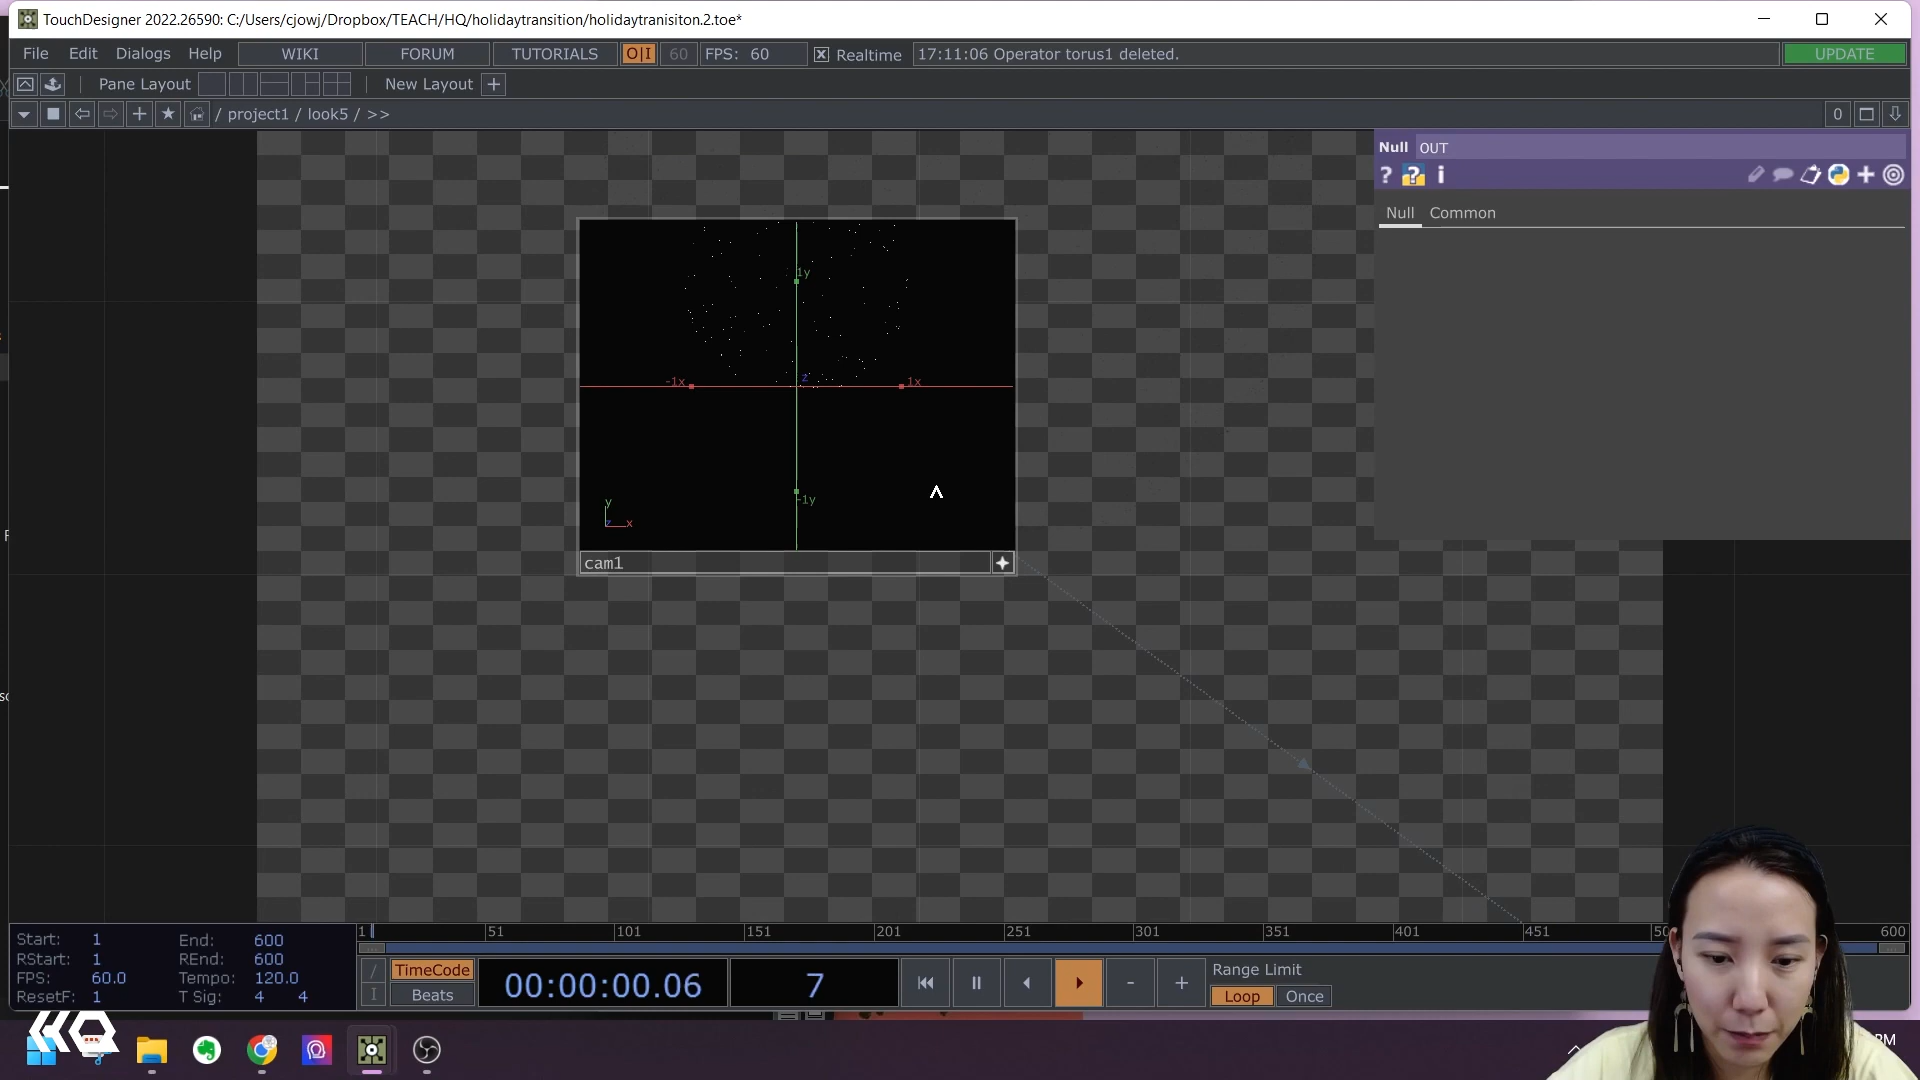 TouchDesigner 2022.26590: C:/Users/cjowj/Dropbox/TEACH/HQ/holidaytransition/holidaytranisiton.2.toe*
File Edit Dialogs Help WIKI FORUM TUTORIALS O|I 60 FPS: 60 Realtime 17:11:06 Operator torus1 deleted. UPDATE
Pane Layout New Layout +
/ project1 / look5 / >> 0
Null OUT
? ? i
Null Common
1y
-1x z 1x
-1y
y
z x
cam1
1 51 101 151 201 251 301 351 401 451 50 600
Start: 1 End: 600
RStart: 1 REnd: 600
FPS: 60.0 Tempo: 120.0
ResetF: 1 T Sig: 4 4
/ TimeCode
I Beats
00:00:00.06 7 - +
Range Limit
Loop Once
HQ
PM